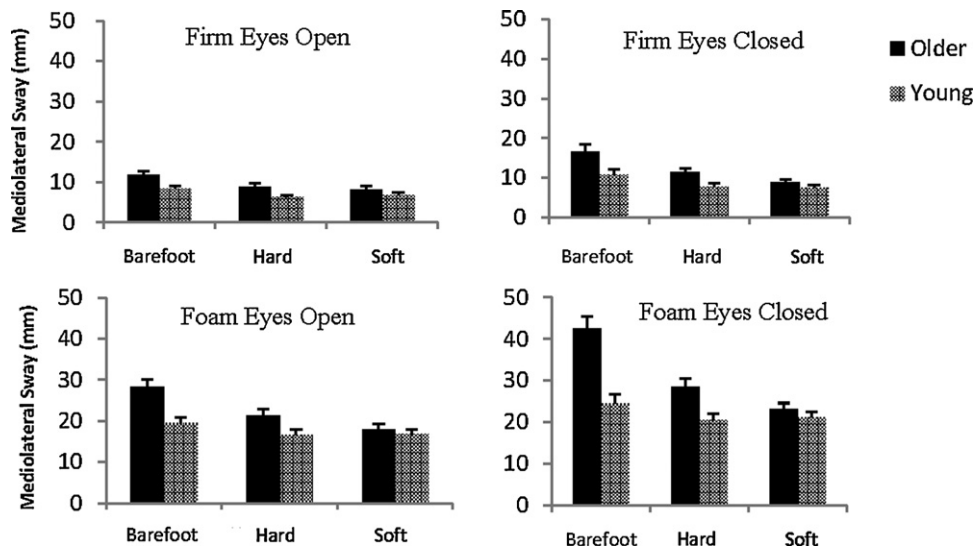 Mediolateral Sway (mm)
50
40
30
20
10
0
Firm Eyes Open
Barefoot Hard Soft
50
40
30
20
10
0
Firm Eyes Closed
Barefoot Hard Soft
Older
Young
Mediolateral Sway (mm)
50
40
30
20
10
0
Foam Eyes Open
Barefoot Hard Soft
50
40
30
20
10
0
Foam Eyes Closed
Barefoot Hard Soft